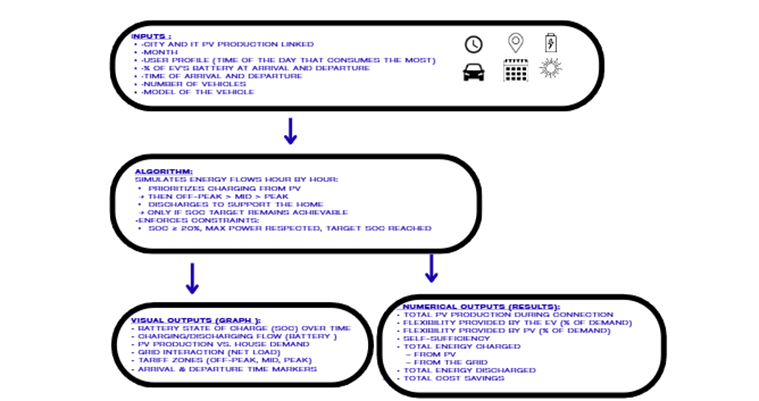 INPUTS :
• -CITY AND IT PV PRODUCTION LINKED
• -MONTH
• -USER PROFILE (TIME OF THE DAY THAT CONSUMES THE MOST)
• -% OF EV'S BATTERY AT ARRIVAL AND DEPARTURE
• -TIME OF ARRIVAL AND DEPARTURE
• -NUMBER OF VEHICLES
• -MODEL OF THE VEHICLE
ALGORITHM:
SIMULATES ENERGY FLOWS HOUR BY HOUR:
• PRIORITIZES CHARGING FROM PV
→ THEN OFF-PEAK > MID > PEAK
• DISCHARGES TO SUPPORT THE HOME
→ ONLY IF SOC TARGET REMAINS ACHIEVABLE
-ENFORCES CONSTRAINTS:
• SOC ≥ 20%, MAX POWER RESPECTED, TARGET SOC REACHED
VISUAL OUTPUTS (GRAPH ):
- BATTERY STATE OF CHARGE (SOC) OVER TIME
- CHARGING/DISCHARGING FLOW (BATTERY )
- PV PRODUCTION VS. HOUSE DEMAND
- GRID INTERACTION (NET LOAD)
- TARIFF ZONES (OFF-PEAK, MID, PEAK)
- ARRIVAL & DEPARTURE TIME MARKERS
NUMERICAL OUTPUTS (RESULTS):
- TOTAL PV PRODUCTION DURING CONNECTION
- FLEXIBILITY PROVIDED BY THE EV (% OF DEMAND)
- FLEXIBILITY PROVIDED BY PV (% OF DEMAND)
- SELF-SUFFICIENCY
- TOTAL ENERGY CHARGED
– FROM PV
– FROM THE GRID
- TOTAL ENERGY DISCHARGED
- TOTAL COST SAVINGS